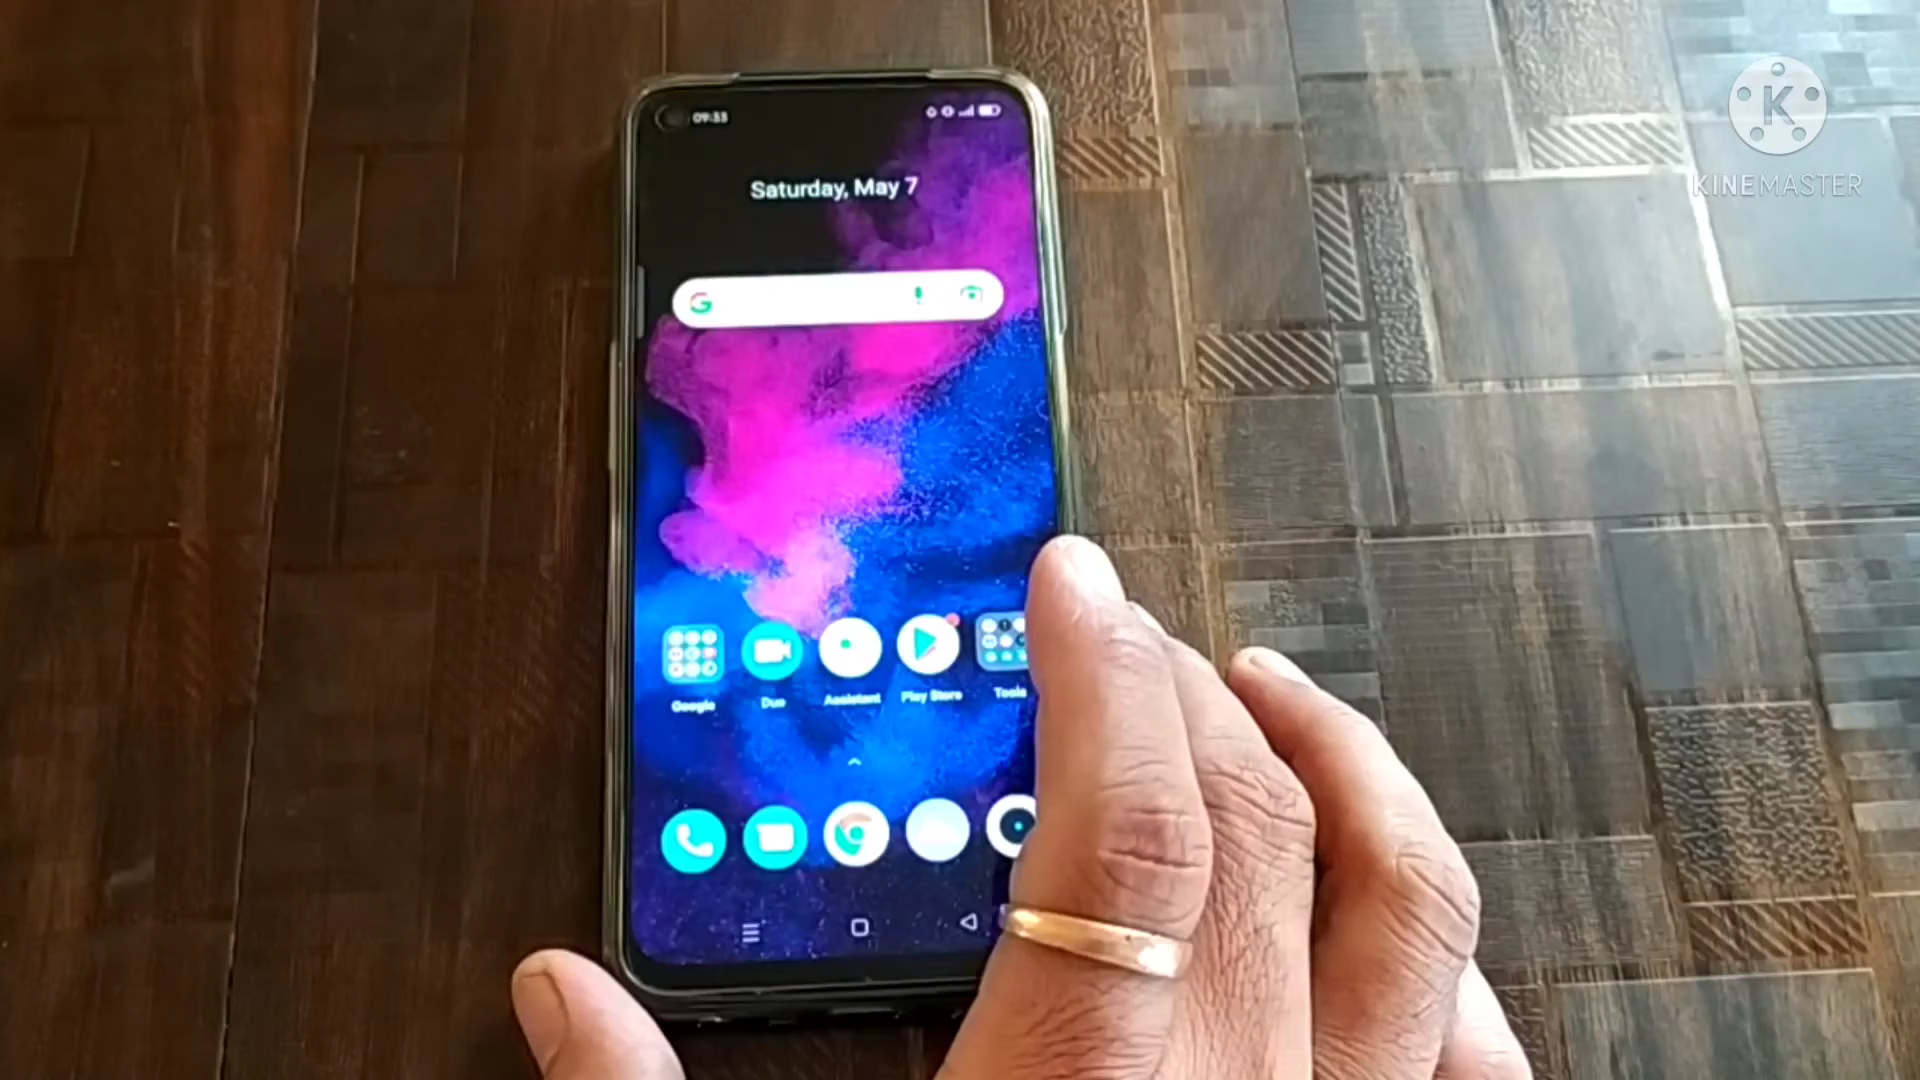 09:33
Saturday, May 7
G
K
KINEMASTER
Google
Duo
Assistant
Play Store
Tools